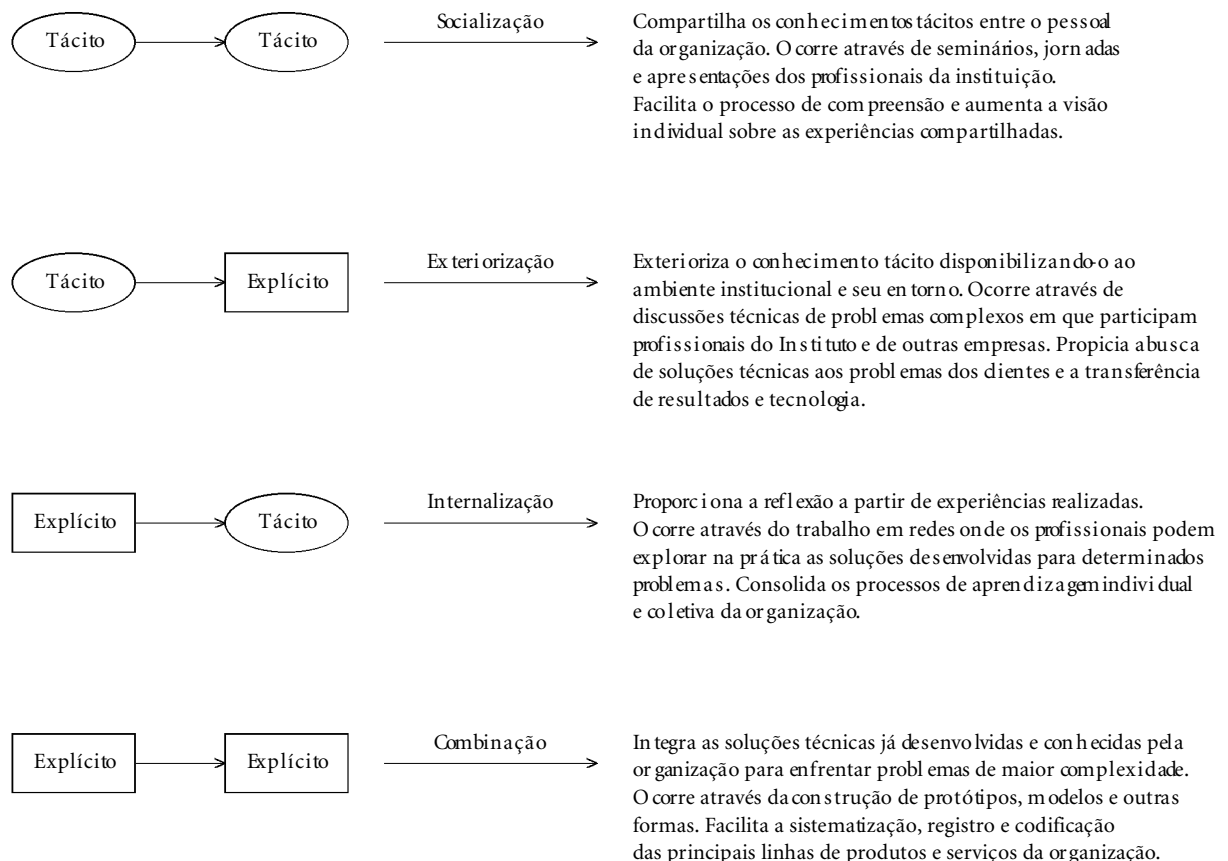 Tácito
Tácito
Socialização
Compartilha os conhecimentos tácitos entre o pessoal
da organização. Ocorre através de seminários, jornadas
e apresentações dos profissionais da instituição.
Facilita o processo de compreensão e aumenta a visão
individual sobre as experiências compartilhadas.
Tácito
Explícito
Exteriorização
Exterioriza o conhecimento tácito disponibilizando-o ao
ambiente institucional e seu entorno. Ocorre através de
discussões técnicas de problemas complexos em que participam
profissionais do Instituto e de outras empresas. Propicia a busca
de soluções técnicas aos problemas dos clientes e a transferência
de resultados e tecnologia.
Explícito
Tácito
Internalização
Proporciona a reflexão a partir de experiências realizadas.
Ocorre através do trabalho em redes onde os profissionais podem
explorar na prática as soluções desenvolvidas para determinados
problemas. Consolida os processos de aprendizagem individual
e coletiva da organização.
Explícito
Explícito
Combinação
Integra as soluções técnicas já desenvolvidas e conhecidas pela
organização para enfrentar problemas de maior complexidade.
Ocorre através da construção de protótipos, modelos e outras
formas. Facilita a sistematização, registro e codificação
das principais linhas de produtos e serviços da organização.